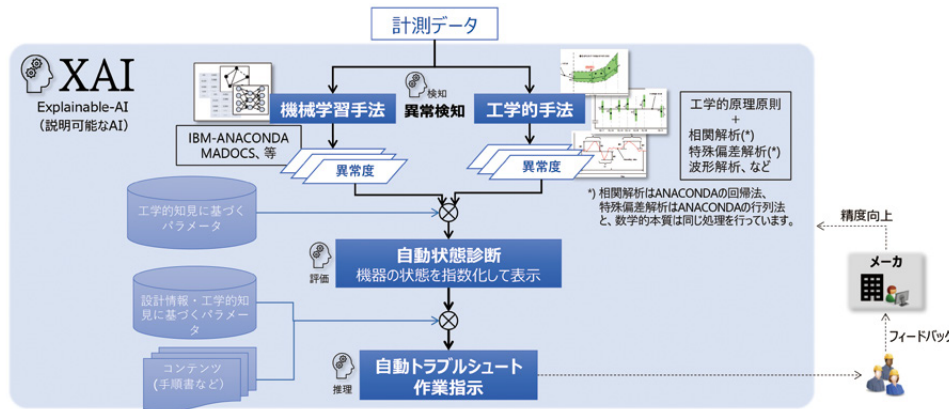 計測データ
XAI
Explainable-AI
(説明可能なAI)
機械学習手法
検知
異常検知
工学的手法
IBM-ANACONDA
MADOCS、等
工学的原理原則
+
相関解析(*)
特殊偏差解析(*)
波形解析、など
異常度
異常度
*) 相関解析はANACONDAの回帰法、
特殊偏差解析はANACONDAの行列法
と、数学的本質は同じ処理を行っています。
工学的知見に基づく
パラメータ
自動状態診断
機器の状態を指数化して表示
評価
設計情報・工学的知
見に基づくパラメー
タ
コンテンツ
(手順書など)
自動トラブルシュート
作業指示
推理
精度向上
メーカ
フィードバック